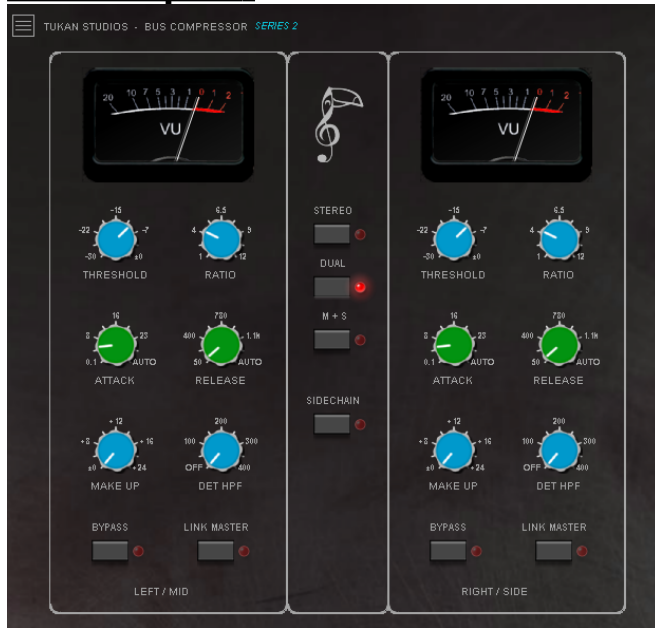 TUKAN STUDIOS - BUS COMPRESSOR SERIES 2
20 10 7 5 3 1 0 1 2
VU
-15
-22 -7
-30 ±0
THRESHOLD
6.5
4 9
1 12
RATIO
16
8 23
0.1 AUTO
ATTACK
780
400 1.1k
50 AUTO
RELEASE
+12
+8 +16
±0 +24
MAKE UP
200
100 300
OFF 400
DET HPF
BYPASS LINK MASTER
LEFT / MID
STEREO
DUAL
M + S
SIDECHAIN
20 10 7 5 3 1 0 1 2
VU
-15
-22 -7
-30 ±0
THRESHOLD
6.5
4 9
1 12
RATIO
16
8 23
0.1 AUTO
ATTACK
780
400 1.1k
50 AUTO
RELEASE
+12
+8 +16
±0 +24
MAKE UP
200
100 300
OFF 400
DET HPF
BYPASS LINK MASTER
RIGHT / SIDE